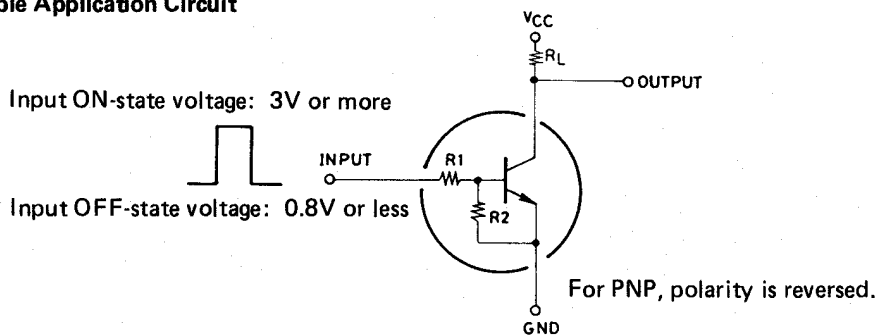 Application Circuit
VCC
RL
OUTPUT
Input ON-state voltage: 3V or more
INPUT
R1
Input OFF-state voltage: 0.8V or less
R2
For PNP, polarity is reversed.
GND